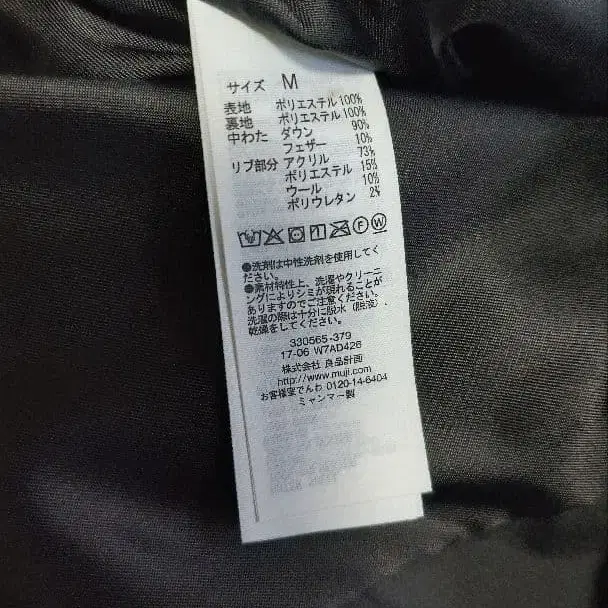 サイズ M
表地 ポリエステル100%
裏地 ポリエステル100%
中わた ダウン 90%
フェザー 10%
リブ部分 アクリル 73%
ポリエステル 15%
ウール 10%
ポリウレタン 2%
F W
●洗剤は中性洗剤を使用してく
ださい。
●素材特性上、洗濯やクリーニ
ングによりシミが現れることが
ありますのでご注意ください。
洗濯の際は十分に脱水(脱液)、
乾燥をしてください。
330565-379
17-06 W7AD426
株式会社 良品計画
http://www.muji.com
お客様室でんわ 0120-14-6404
ミャンマー製